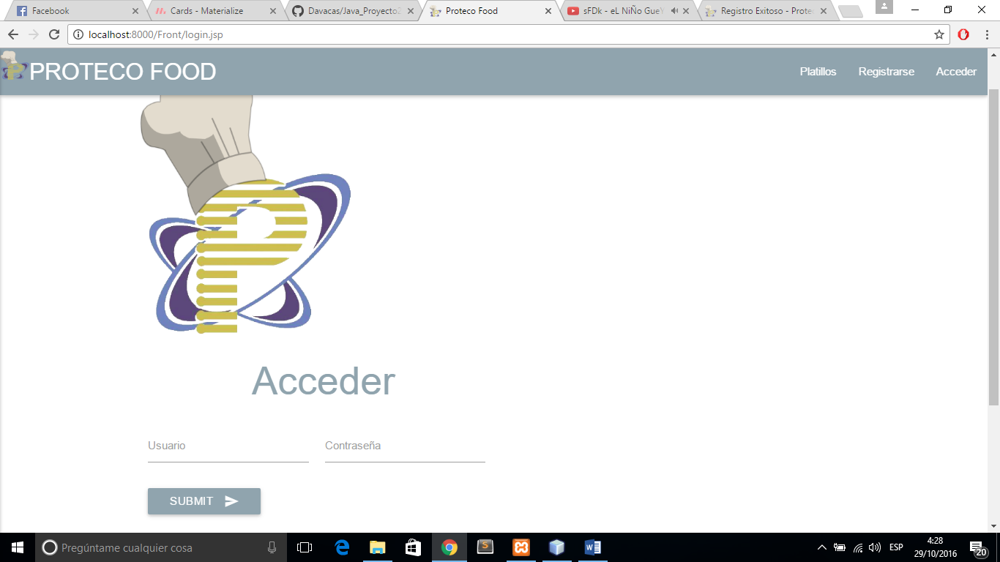 Facebook
Cards - Materialize
Davacas/Java_Proyecto2
Proteco Food
sFDk - eL NiÑo GueY
Registro Exitoso - Prote
localhost:8000/Front/login.jsp
PROTECO FOOD
Platillos
Registrarse
Acceder
Acceder
Usuario
Contraseña
SUBMIT
Pregúntame cualquier cosa
ESP
4:28
29/10/2016
20